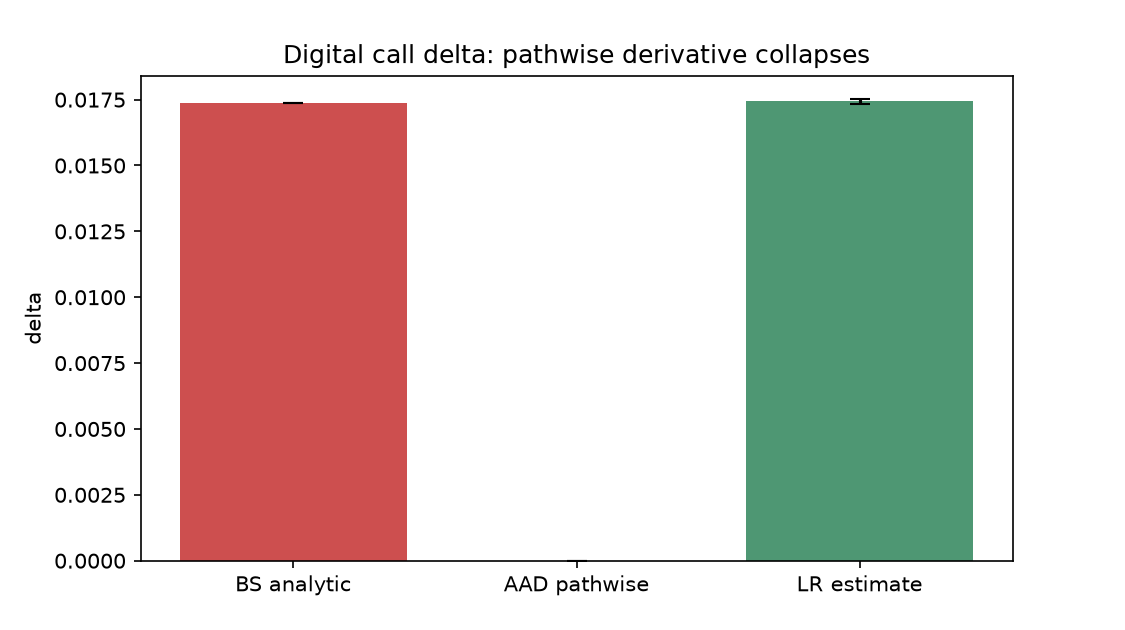 Digital call delta: pathwise derivative collapses
0.0175
0.0150
0.0125
0.0100
0.0075
0.0050
0.0025
0.0000
delta
BS analytic
AAD pathwise
LR estimate